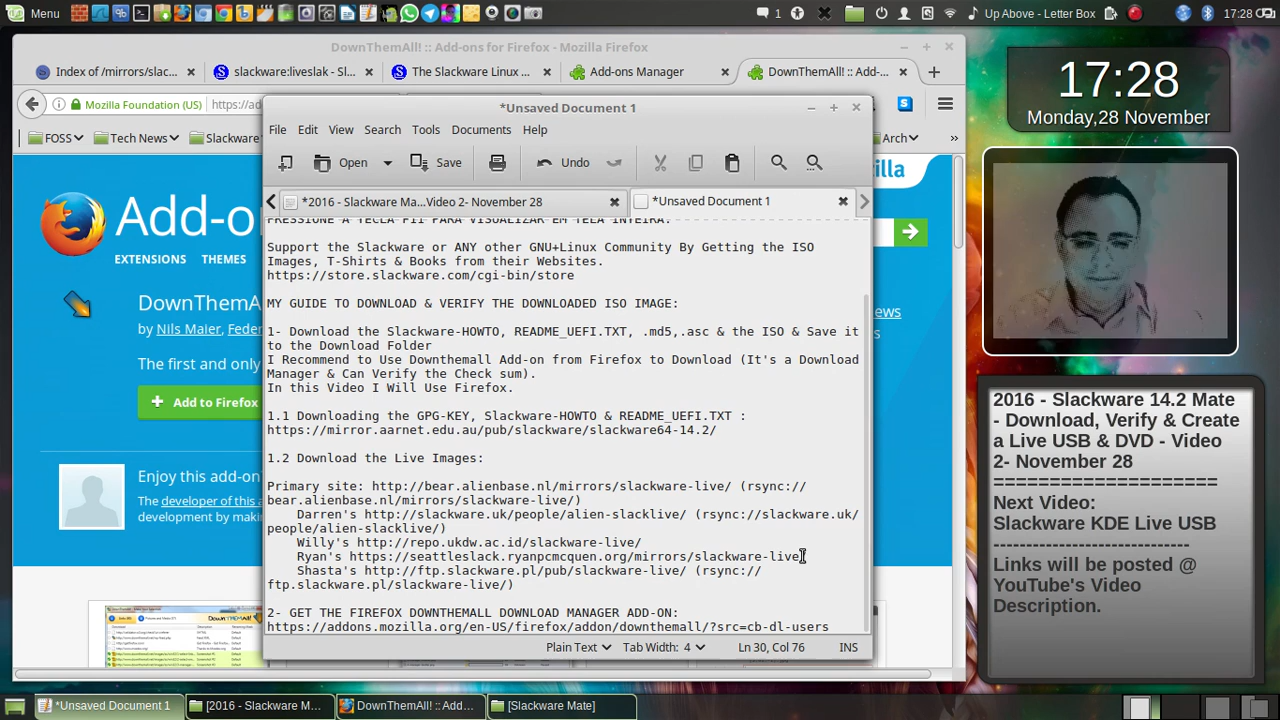 Menu
1
Up Above - Letter Box
17:28
DownThemAll! :: Add-ons for Firefox - Mozilla Firefox
Index of /mirrors/slac...
slackware:liveslak - Sl...
The Slackware Linux ...
Add-ons Manager
DownThemAll! :: Add-...
Mozilla Foundation (US)
https://ad
FOSS
Tech News
Slackware
Arch
»
illa
Add-o
EXTENSIONS
THEMES
DownThemA
by Nils Maier, Feder
The first and only
Add to Firefox
Enjoy this add-on?
The developer of this a
development by makin
ews
*Unsaved Document 1
File
Edit
View
Search
Tools
Documents
Help
Open
Save
Undo
*2016 - Slackware Ma...Video 2- November 28
*Unsaved Document 1
PRESSIONE A TECLA F11 PARA VISUALIZAR EM TELA INTEIRA.
Support the Slackware or ANY other GNU+Linux Community By Getting the ISO
Images, T-Shirts & Books from their Websites.
https://store.slackware.com/cgi-bin/store
MY GUIDE TO DOWNLOAD & VERIFY THE DOWNLOADED ISO IMAGE:
1- Download the Slackware-HOWTO, README_UEFI.TXT, .md5,.asc & the ISO & Save it
to the Download Folder
I Recommend to Use Downthemall Add-on from Firefox to Download (It's a Download
Manager & Can Verify the Check sum).
In this Video I Will Use Firefox.
1.1 Downloading the GPG-KEY, Slackware-HOWTO & README_UEFI.TXT :
https://mirror.aarnet.edu.au/pub/slackware/slackware64-14.2/
1.2 Download the Live Images:
Primary site: http://bear.alienbase.nl/mirrors/slackware-live/ (rsync://
bear.alienbase.nl/mirrors/slackware-live/)
Darren's http://slackware.uk/people/alien-slacklive/ (rsync://slackware.uk/
people/alien-slacklive/)
Willy's http://repo.ukdw.ac.id/slackware-live/
Ryan's https://seattleslack.ryanpcmcquen.org/mirrors/slackware-live/
Shasta's http://ftp.slackware.pl/pub/slackware-live/ (rsync://
ftp.slackware.pl/slackware-live/)
2- GET THE FIREFOX DOWNTHEMALL DOWNLOAD MANAGER ADD-ON:
https://addons.mozilla.org/en-US/firefox/addon/downthemall/?src=cb-dl-users
Plain Text
Tab Width: 4
Ln 30, Col 76
INS
17:28
Monday,28 November
2016 - Slackware 14.2 Mate
- Download, Verify & Create
a Live USB & DVD - Video
2- November 28
=====================
Next Video:
Slackware KDE Live USB
----------------------------
Links will be posted @
YouTube's Video
Description.
*Unsaved Document 1
[2016 - Slackware M...
DownThemAll! :: Add...
[Slackware Mate]